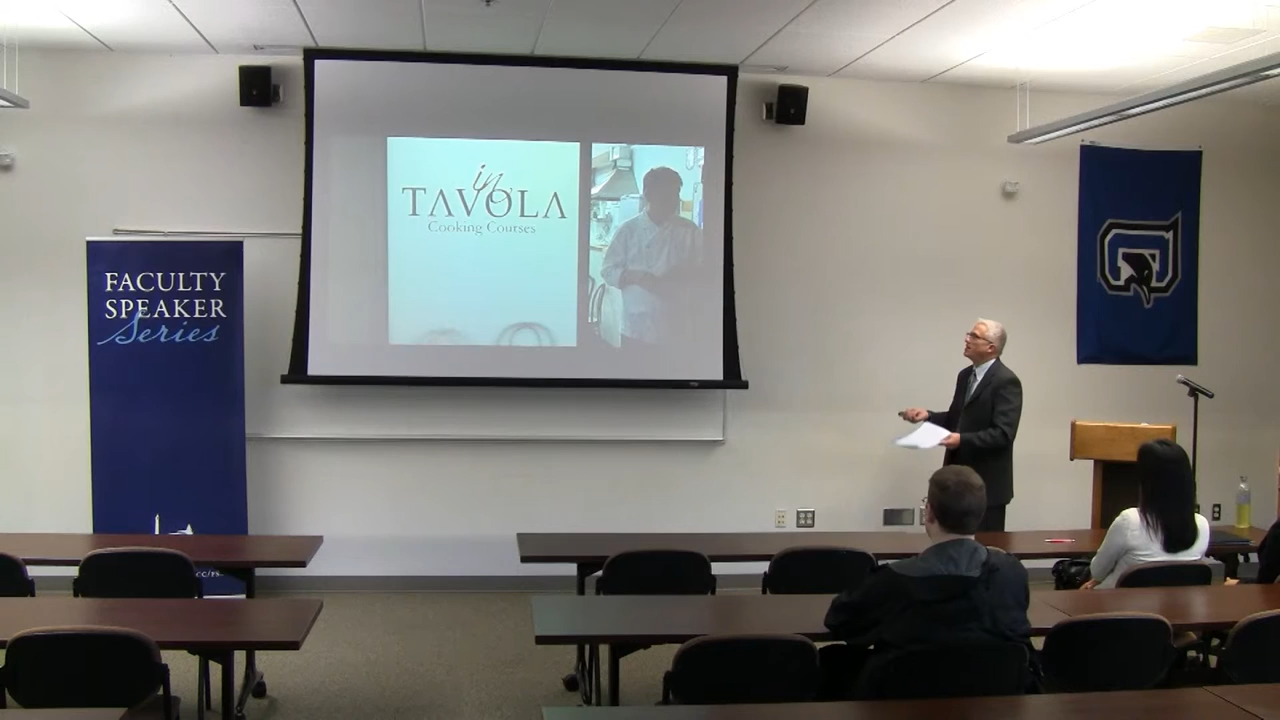 FACULTY
SPEAKER
Series
in
TAVOLA
Cooking Courses